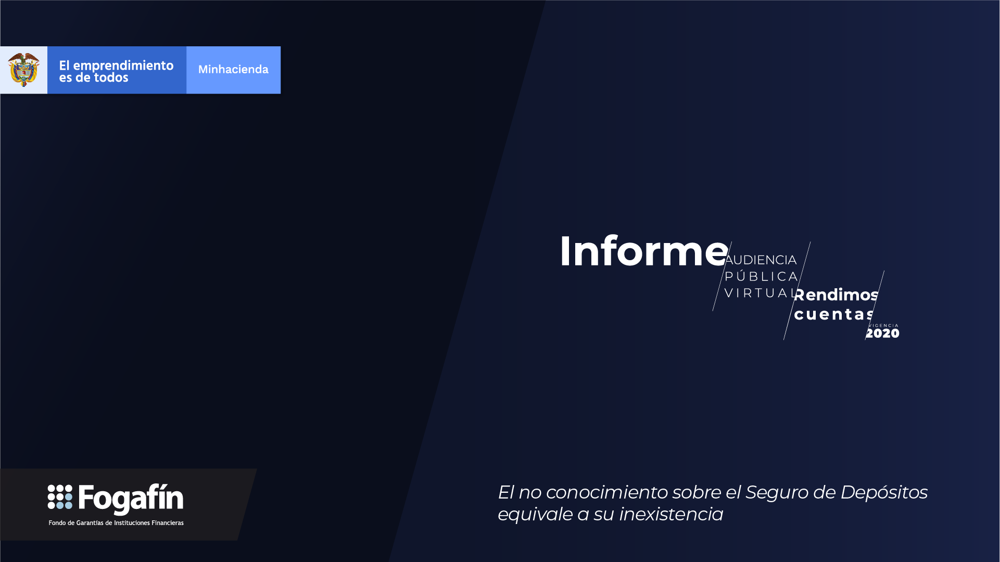 El emprendimiento
es de todos
Minhacienda
Informe
AUDIENCIA
PÚBLICA
VIRTUAL
Rendimos
cuentas
VIGENCIA
2020
Fogafín
Fondo de Garantías de Instituciones Financieras
El no conocimiento sobre el Seguro de Depósitos
equivale a su inexistencia